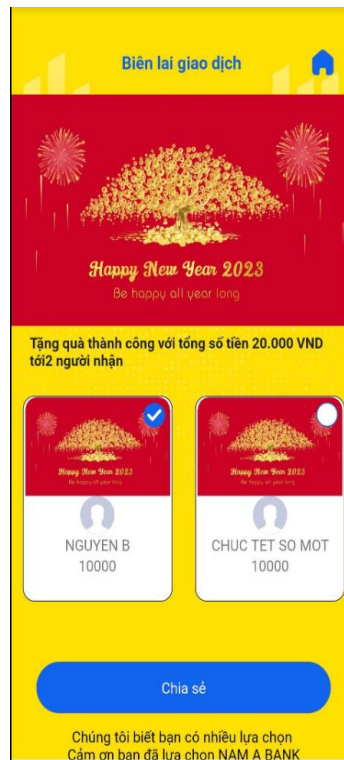 Biên lai giao dịch
Happy New Year 2023
Be happy all year long
Tặng quà thành công với tổng số tiền 20.000 VND
tới2 người nhận
Happy New Year 2023
Be happy all year long
NGUYEN B
10000
Happy New Year 2023
Be happy all year long
CHUC TET SO MOT
10000
Chia sẻ
Chúng tôi biết bạn có nhiều lựa chọn
Cảm ơn bạn đã lựa chọn NAM A BANK